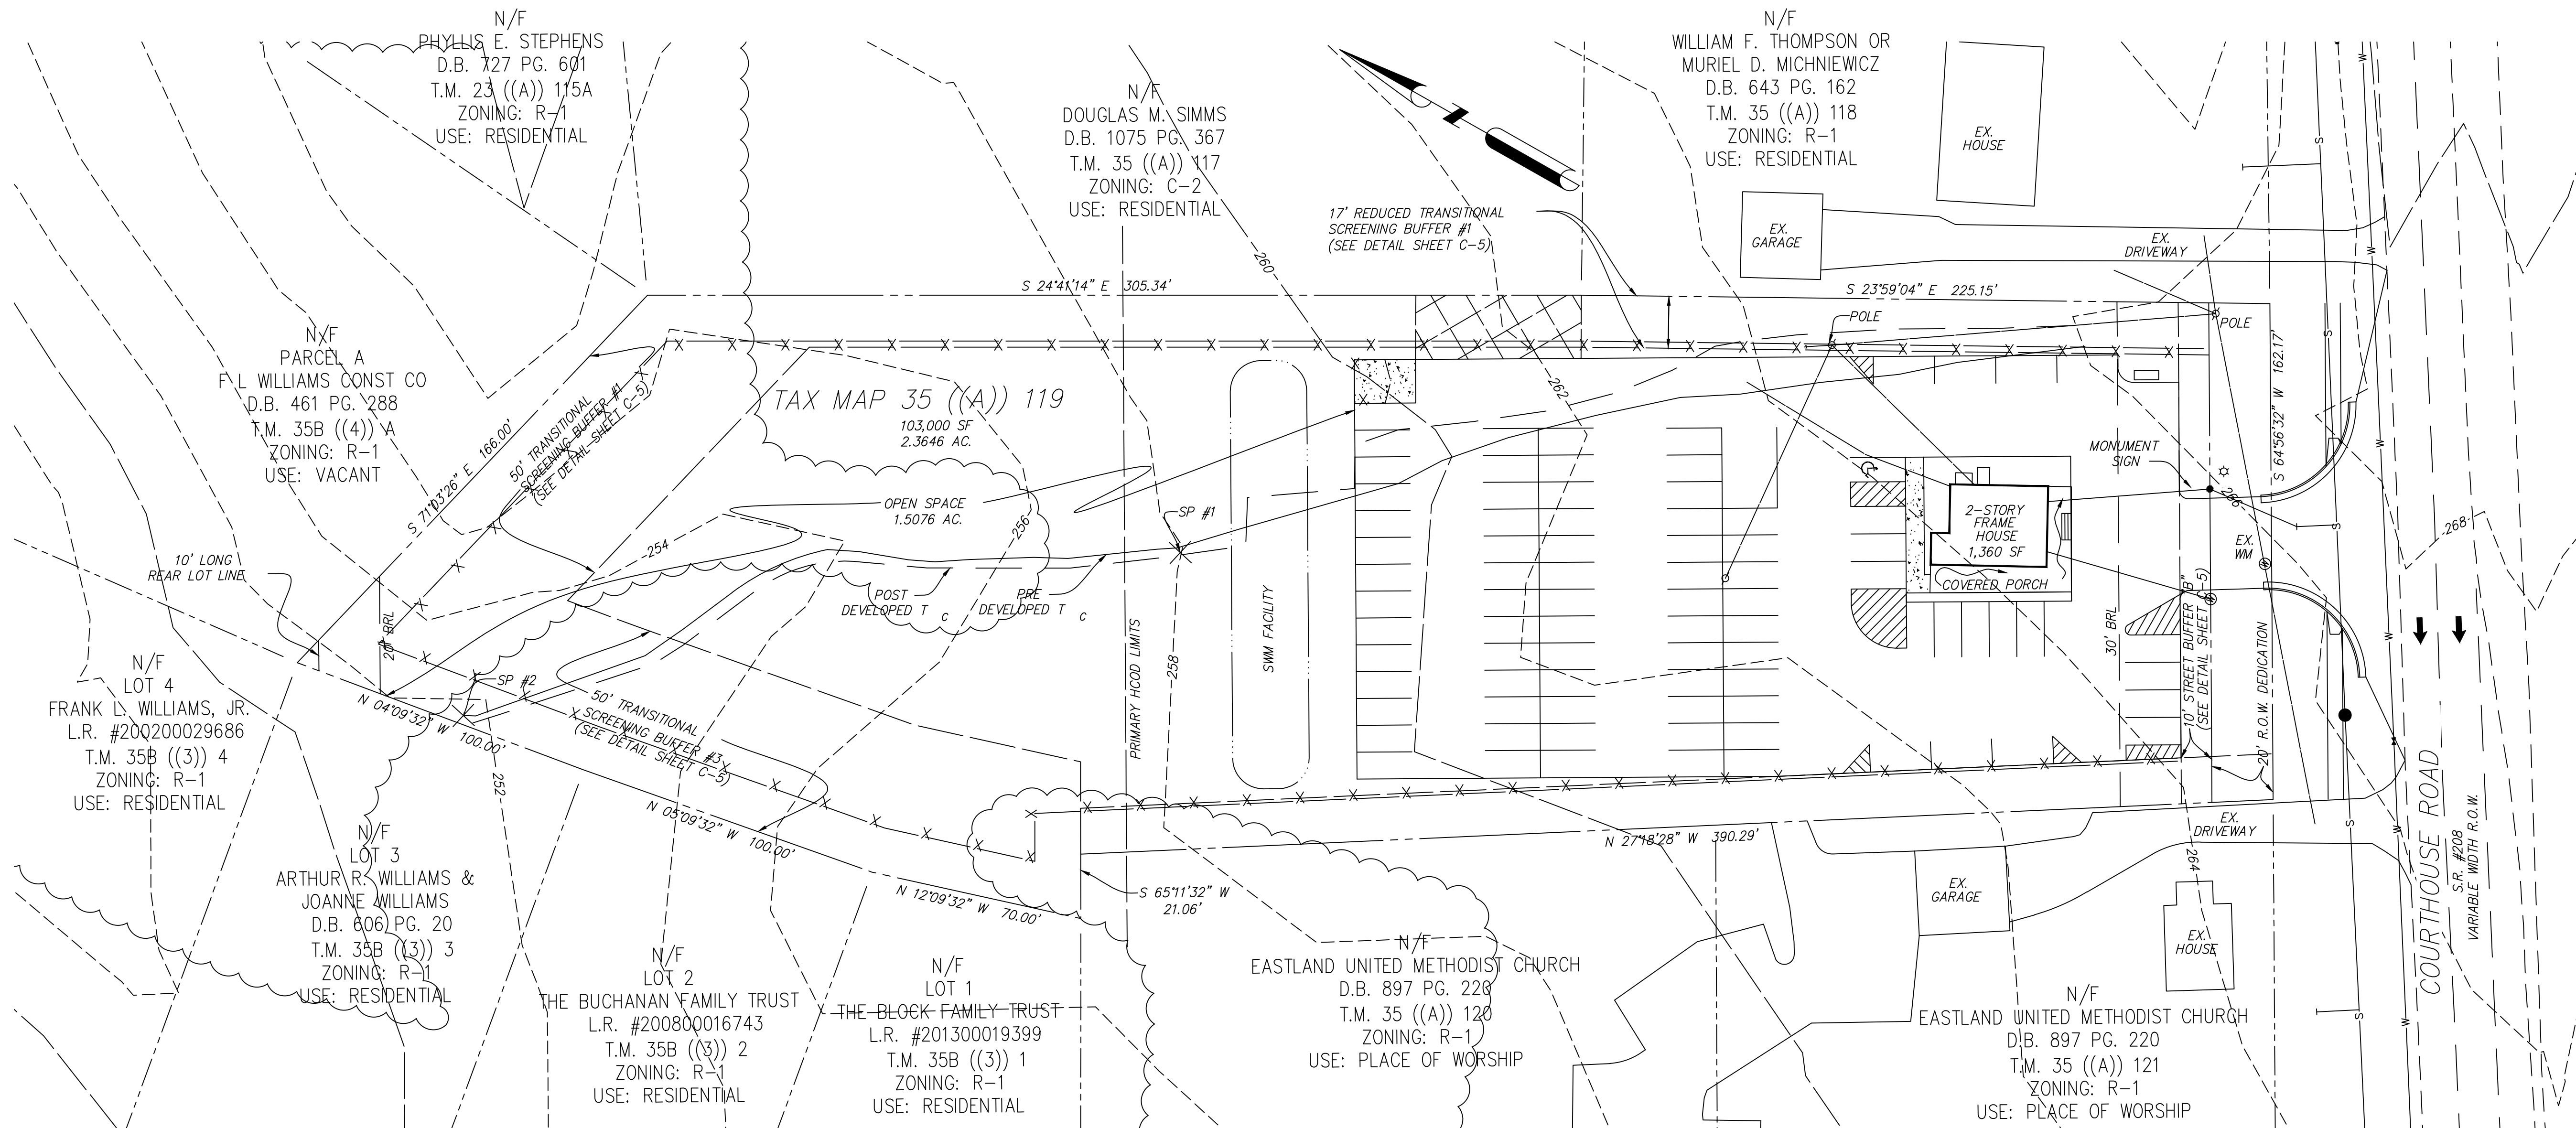 N/F
PHYLLIS E. STEPHENS
D.B. 727 PG. 601
T.M. 23 ((A)) 115A
ZONING: R-1
USE: RESIDENTIAL
N/F
DOUGLAS M. SIMMS
D.B. 1075 PG. 367
T.M. 35 ((A)) 117
ZONING: C-2
USE: RESIDENTIAL
N/F
WILLIAM F. THOMPSON OR
MURIEL D. MICHNIEWICZ
D.B. 643 PG. 162
T.M. 35 ((A)) 118
ZONING: R-1
USE: RESIDENTIAL
N
EX.
HOUSE
EX.
GARAGE
EX.
DRIVEWAY
17' REDUCED TRANSITIONAL
SCREENING BUFFER #1
(SEE DETAIL SHEET C-5)
260
S 24°41'14" E 305.34'
S 23°59'04" E 225.15'
POLE
POLE
S 64°56'32" W 162.17'
N/F
PARCEL A
F L WILLIAMS CONST CO
D.B. 461 PG. 288
T.M. 35B ((4)) A
ZONING: R-1
USE: VACANT
S 71°03'26" E 166.00'
50' TRANSITIONAL
SCREENING BUFFER #1
(SEE DETAIL SHEET C-5)
TAX MAP 35 ((A)) 119
103,000 SF
2.3646 AC.
262
MONUMENT
SIGN
266
268
OPEN SPACE
1.5076 AC.
256
254
SP #1
2-STORY
FRAME
HOUSE
1,360 SF
COVERED PORCH
EX.
WM
10' LONG
REAR LOT LINE
20' BRL
POST
DEVELOPED T C
PRE
DEVELOPED T C
PRIMARY HCOD LIMITS
258
SWM FACILITY
30' BRL
10' STREET BUFFER "B"
(SEE DETAIL SHEET C-5)
20' R.O.W. DEDICATION
N/F
LOT 4
FRANK L. WILLIAMS, JR.
L.R. #200200029686
T.M. 35B ((3)) 4
ZONING: R-1
USE: RESIDENTIAL
SP #2
N 04°09'32" W 100.00'
252
50' TRANSITIONAL
SCREENING BUFFER #3
(SEE DETAIL SHEET C-5)
N 05°09'32" W 100.00'
N 12°09'32" W 70.00'
S 65°11'32" W
21.06'
N 27°18'28" W 390.29'
EX.
DRIVEWAY
264
EX.
GARAGE
EX.
HOUSE
COURTHOUSE ROAD
S.R. #208
VARIABLE WIDTH R.O.W.
N/F
LOT 3
ARTHUR R. WILLIAMS &
JOANNE WILLIAMS
D.B. 606 PG. 20
T.M. 35B ((3)) 3
ZONING: R-1
USE: RESIDENTIAL
N/F
LOT 2
THE BUCHANAN FAMILY TRUST
L.R. #200800016743
T.M. 35B ((3)) 2
ZONING: R-1
USE: RESIDENTIAL
N/F
LOT 1
THE BLOCK FAMILY TRUST
L.R. #201300019399
T.M. 35B ((3)) 1
ZONING: R-1
USE: RESIDENTIAL
N/F
EASTLAND UNITED METHODIST CHURCH
D.B. 897 PG. 220
T.M. 35 ((A)) 120
ZONING: R-1
USE: PLACE OF WORSHIP
N/F
EASTLAND UNITED METHODIST CHURCH
D.B. 897 PG. 220
T.M. 35 ((A)) 121
ZONING: R-1
USE: PLACE OF WORSHIP